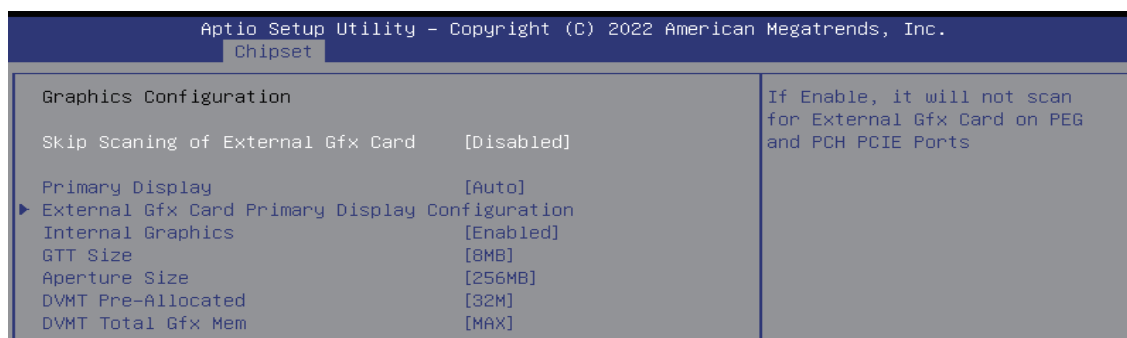 Aptio Setup Utility – Copyright (C) 2022 American Megatrends, Inc.
Chipset
Graphics Configuration
Skip Scaning of External Gfx Card [Disabled]
Primary Display [Auto]
External Gfx Card Primary Display Configuration
Internal Graphics [Enabled]
GTT Size [8MB]
Aperture Size [256MB]
DVMT Pre-Allocated [32M]
DVMT Total Gfx Mem [MAX]
If Enable, it will not scan
for External Gfx Card on PEG
and PCH PCIE Ports